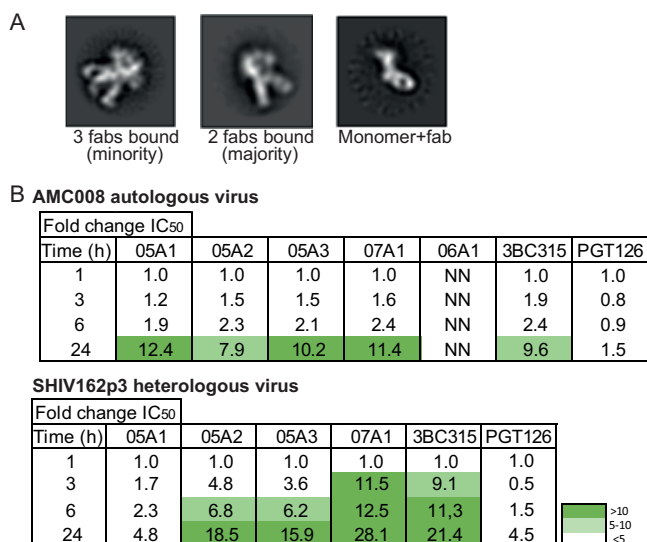 A
3 fabs bound (minority)
2 fabs bound (majority)
Monomer+fab
B AMC008 autologous virus
Fold change IC50
Time (h) 05A1 05A2 05A3 07A1 06A1 3BC315 PGT126
1 1.0 1.0 1.0 1.0 NN 1.0 1.0
3 1.2 1.5 1.5 1.6 NN 1.9 0.8
6 1.9 2.3 2.1 2.4 NN 2.4 0.9
24 12.4 7.9 10.2 11.4 NN 9.6 1.5
SHIV162p3 heterologous virus
Fold change IC50
Time (h) 05A1 05A2 05A3 07A1 3BC315 PGT126
1 1.0 1.0 1.0 1.0 1.0 1.0
3 1.7 4.8 3.6 11.5 9.1 0.5
6 2.3 6.8 6.2 12.5 11,3 1.5
24 4.8 18.5 15.9 28.1 21.4 4.5
>10
5-10
<5